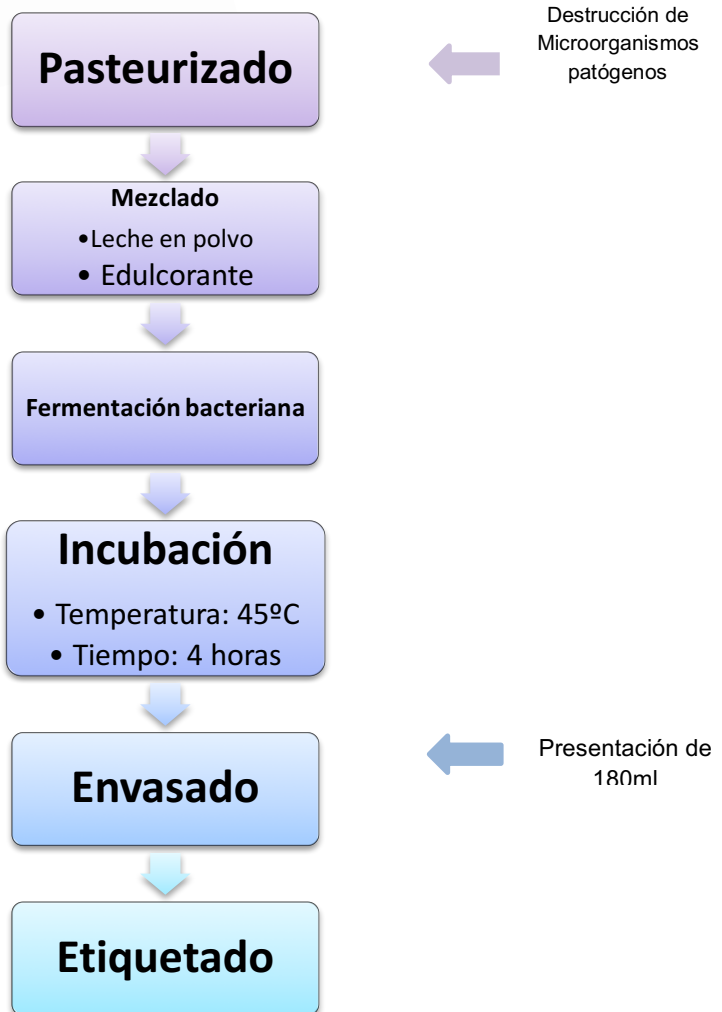 Pasteurizado
Destrucción de
Microorganismos
patógenos
Mezclado
•Leche en polvo
• Edulcorante
Fermentación bacteriana
Incubación
• Temperatura: 45ºC
• Tiempo: 4 horas
Envasado
Presentación de
180ml
Etiquetado